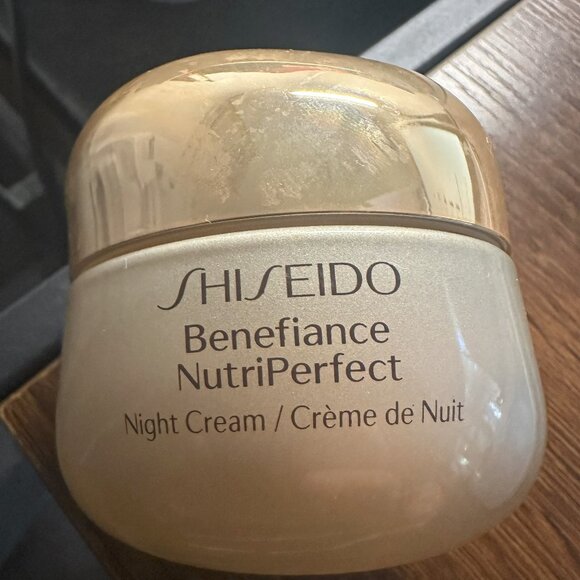 SHISEIDO
Benefiance
NutriPerfect
Night Cream / Crème de Nuit